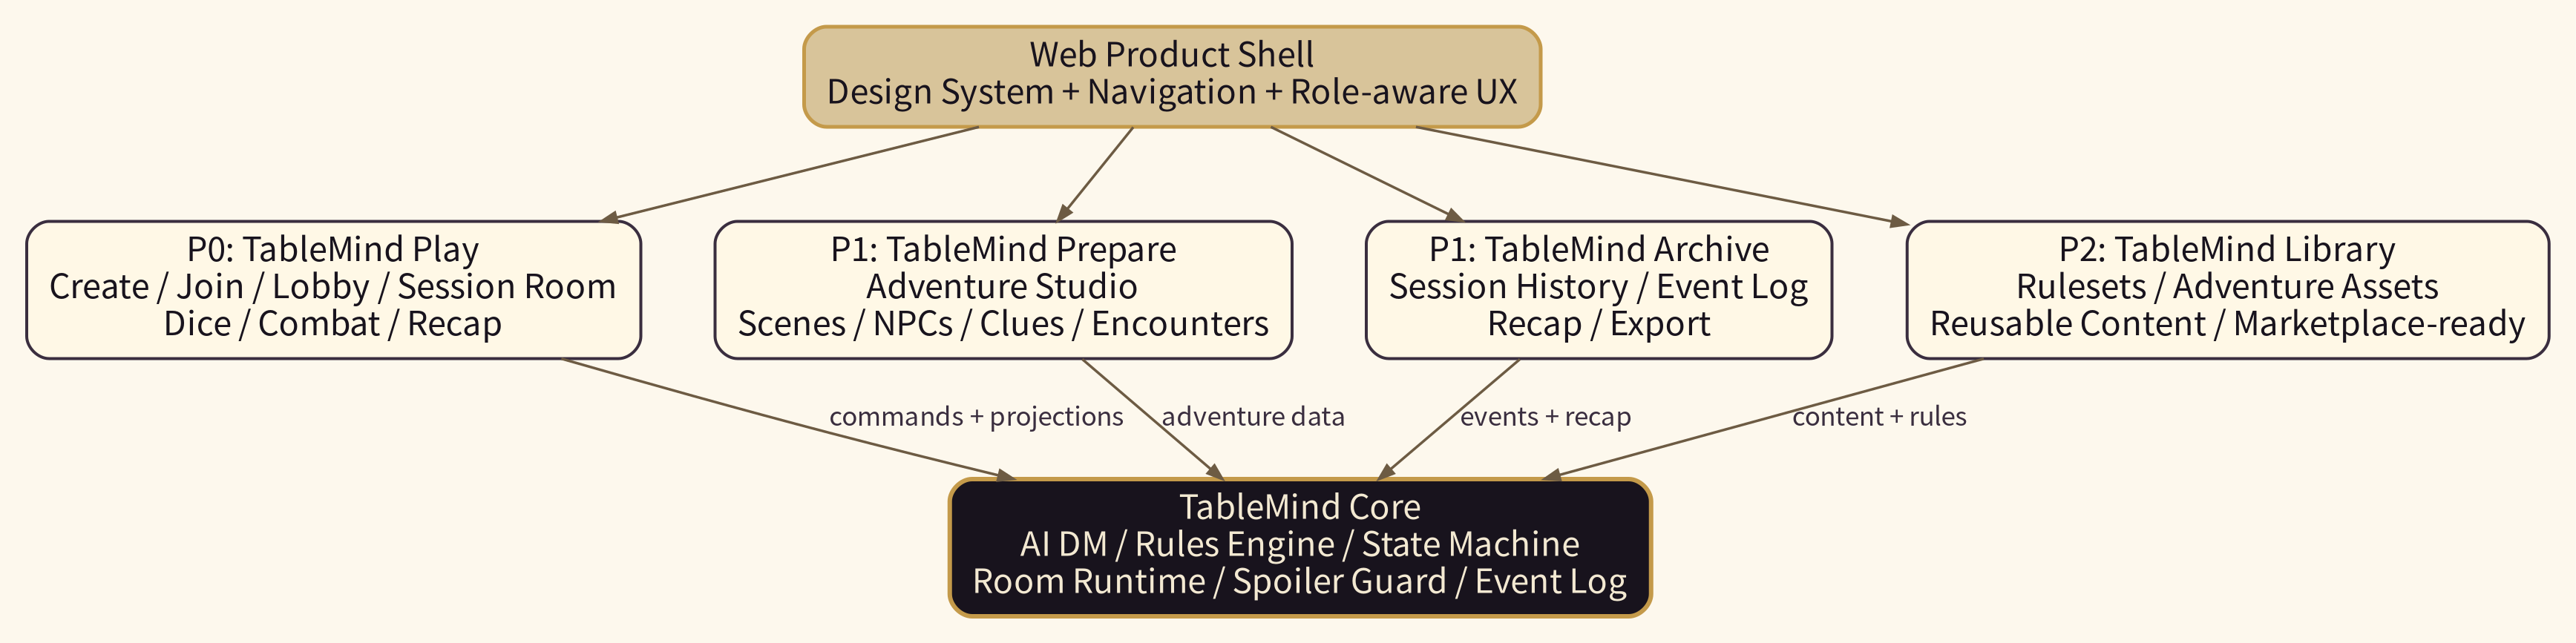 Web Product Shell
Design System + Navigation + Role-aware UX
P0: TableMind Play
Create / Join / Lobby / Session Room
Dice / Combat / Recap
P1: TableMind Prepare
Adventure Studio
Scenes / NPCs / Clues / Encounters
P1: TableMind Archive
Session History / Event Log
Recap / Export
P2: TableMind Library
Rulesets / Adventure Assets
Reusable Content / Marketplace-ready
commands + projections
adventure data
events + recap
content + rules
TableMind Core
AI DM / Rules Engine / State Machine
Room Runtime / Spoiler Guard / Event Log